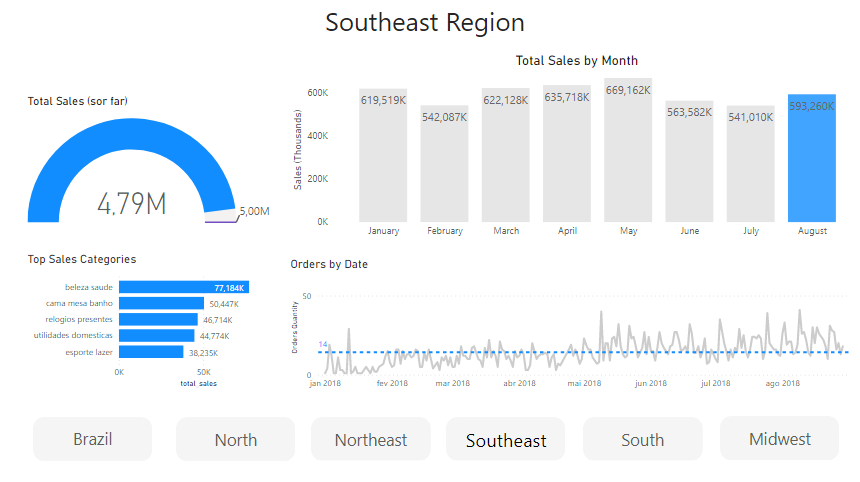 Southeast Region
Total Sales (sor far)
4,79M
5,00M
Total Sales by Month
Sales (Thousands)
600K
400K
200K
0K
619,519K
542,087K
622,128K
635,718K
669,162K
563,582K
541,010K
593,260K
January
February
March
April
May
June
July
August
Top Sales Categories
beleza saude
77,184K
cama mesa banho
50,447K
relogios presentes
46,714K
utilidades domesticas
44,774K
esporte lazer
38,235K
0K
50K
total_sales
Orders by Date
Orders Quantity
50
14
0
jan 2018
fev 2018
mar 2018
abr 2018
mai 2018
jun 2018
jul 2018
ago 2018
Brazil
North
Northeast
Southeast
South
Midwest